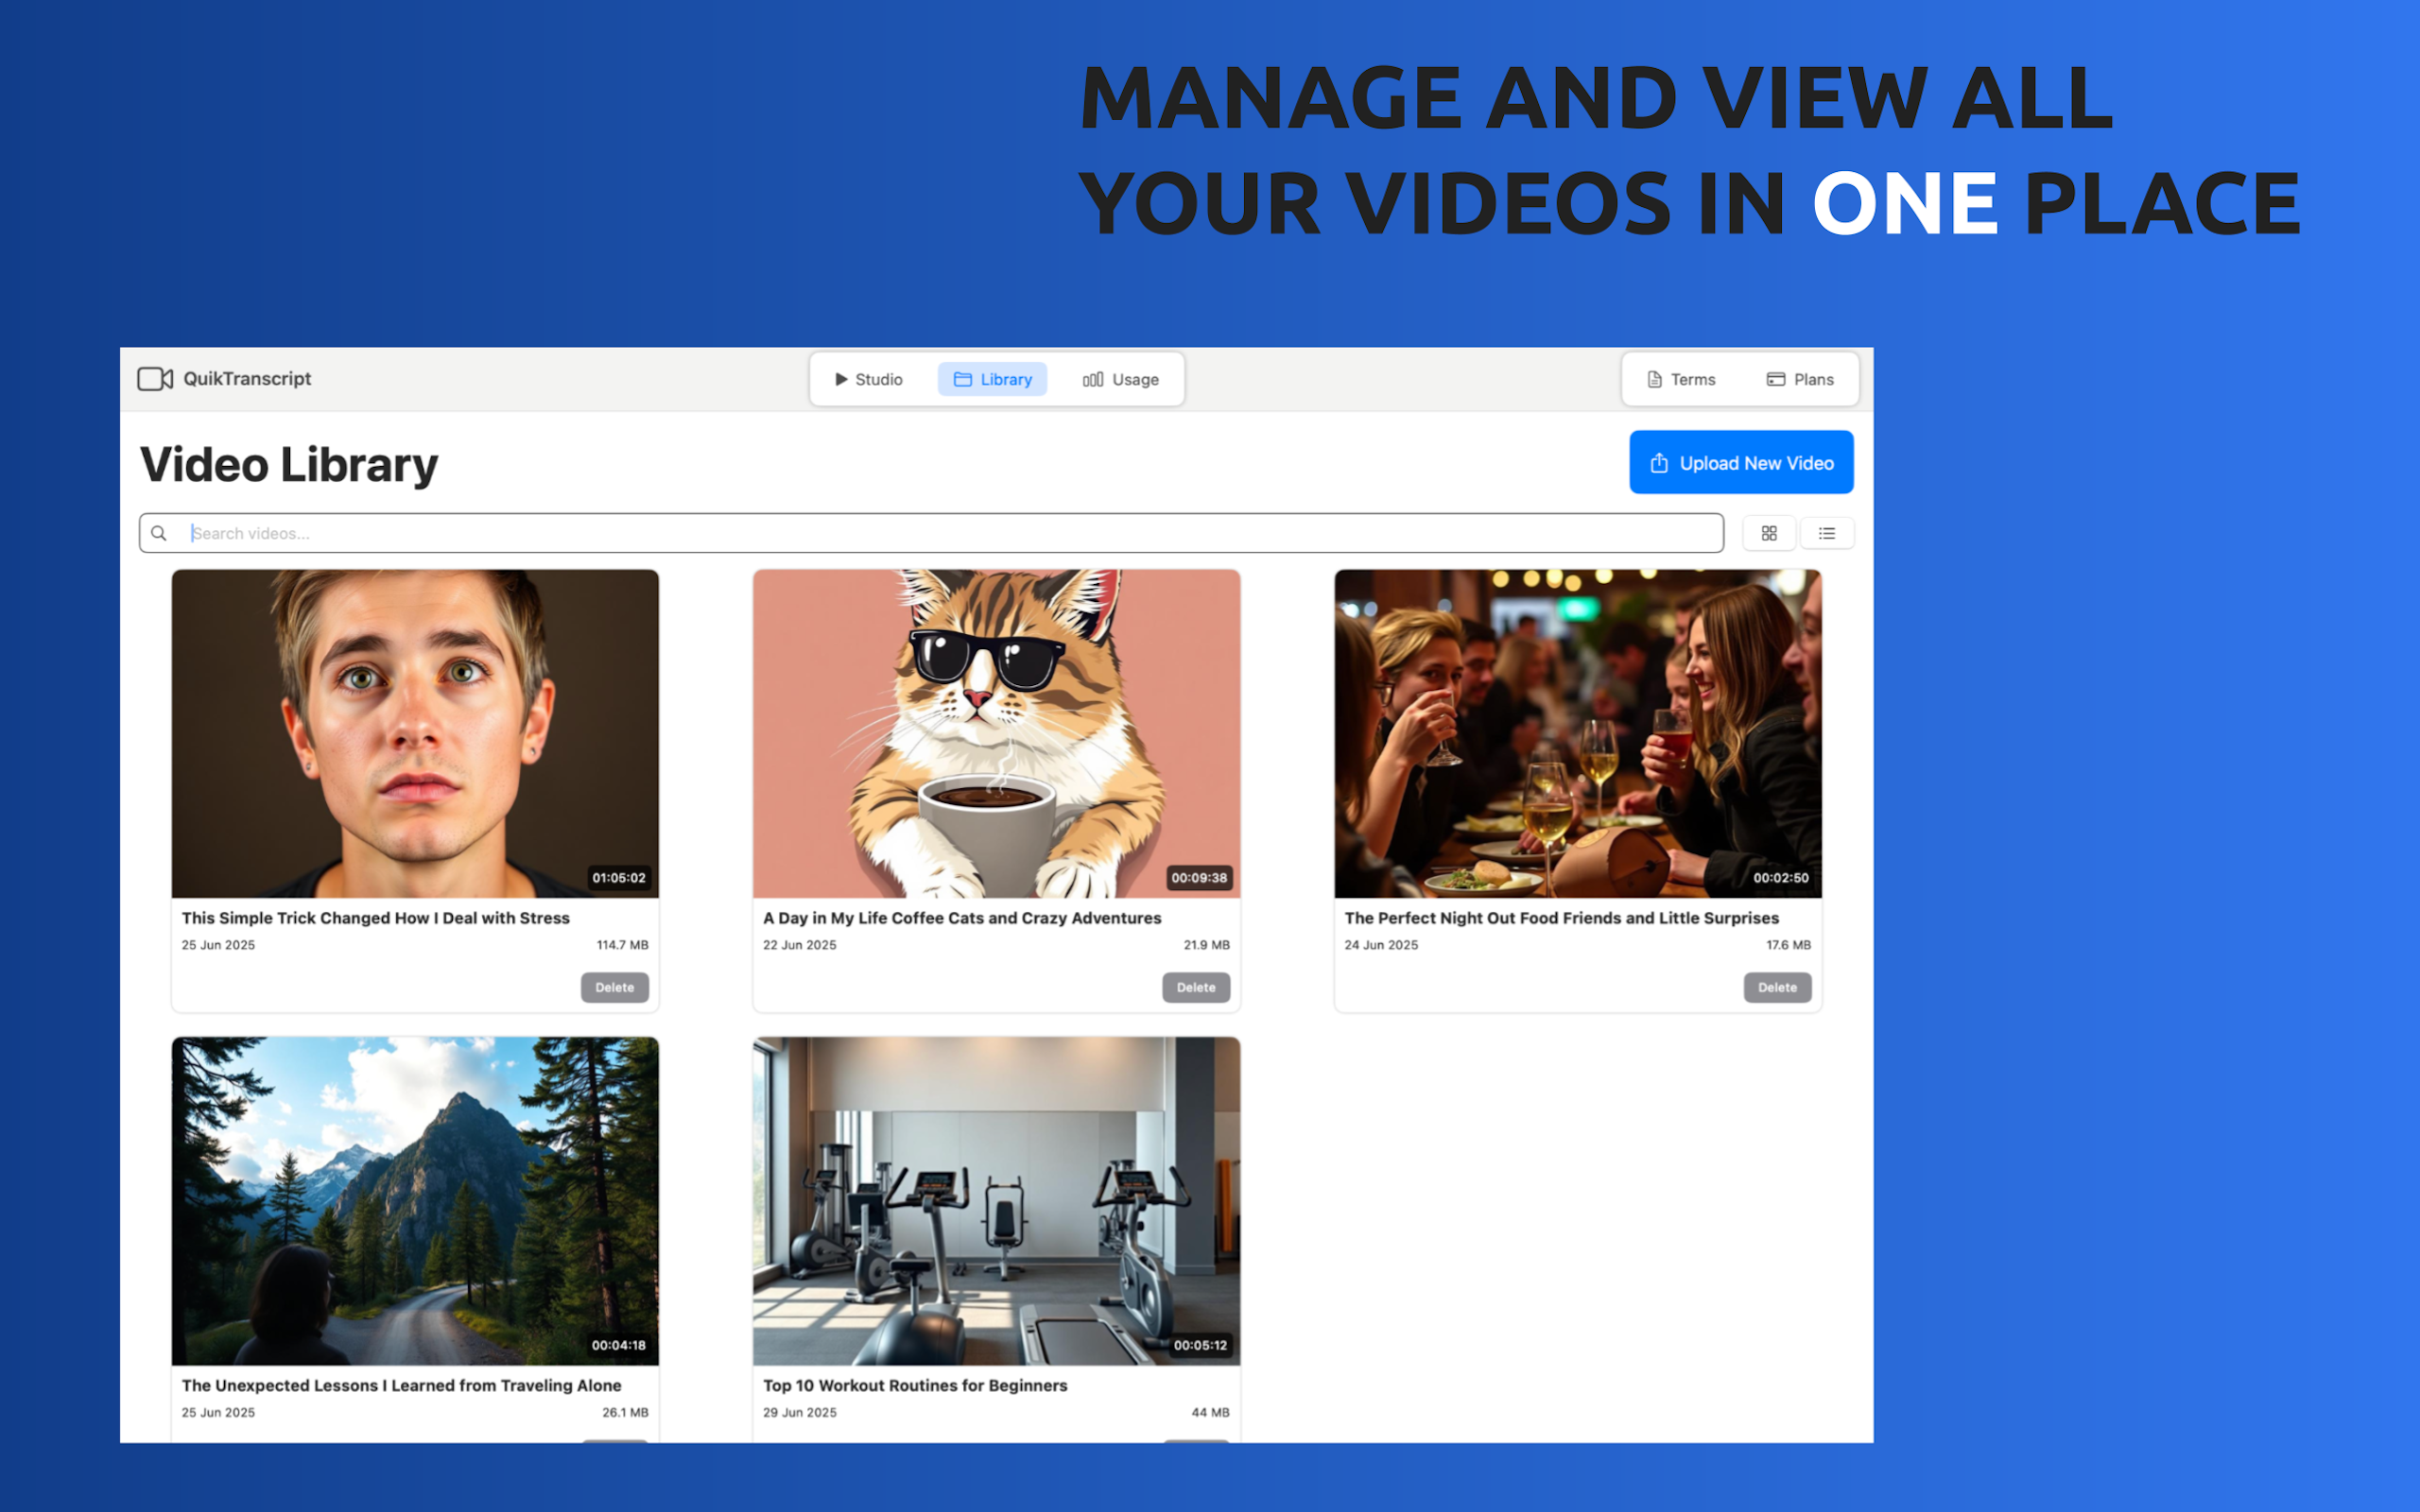 MANAGE AND VIEW ALL
YOUR VIDEOS IN ONE PLACE
QuikTranscript
Studio
Library
Usage
Terms
Plans
Video Library
Upload New Video
Search videos...
01:05:02
00:09:38
00:02:50
This Simple Trick Changed How I Deal with Stress
A Day in My Life Coffee Cats and Crazy Adventures
The Perfect Night Out Food Friends and Little Surprises
25 Jun 2025
114.7 MB
22 Jun 2025
21.9 MB
24 Jun 2025
17.6 MB
Delete
Delete
Delete
00:04:18
00:05:12
The Unexpected Lessons I Learned from Traveling Alone
Top 10 Workout Routines for Beginners
25 Jun 2025
26.1 MB
29 Jun 2025
44 MB